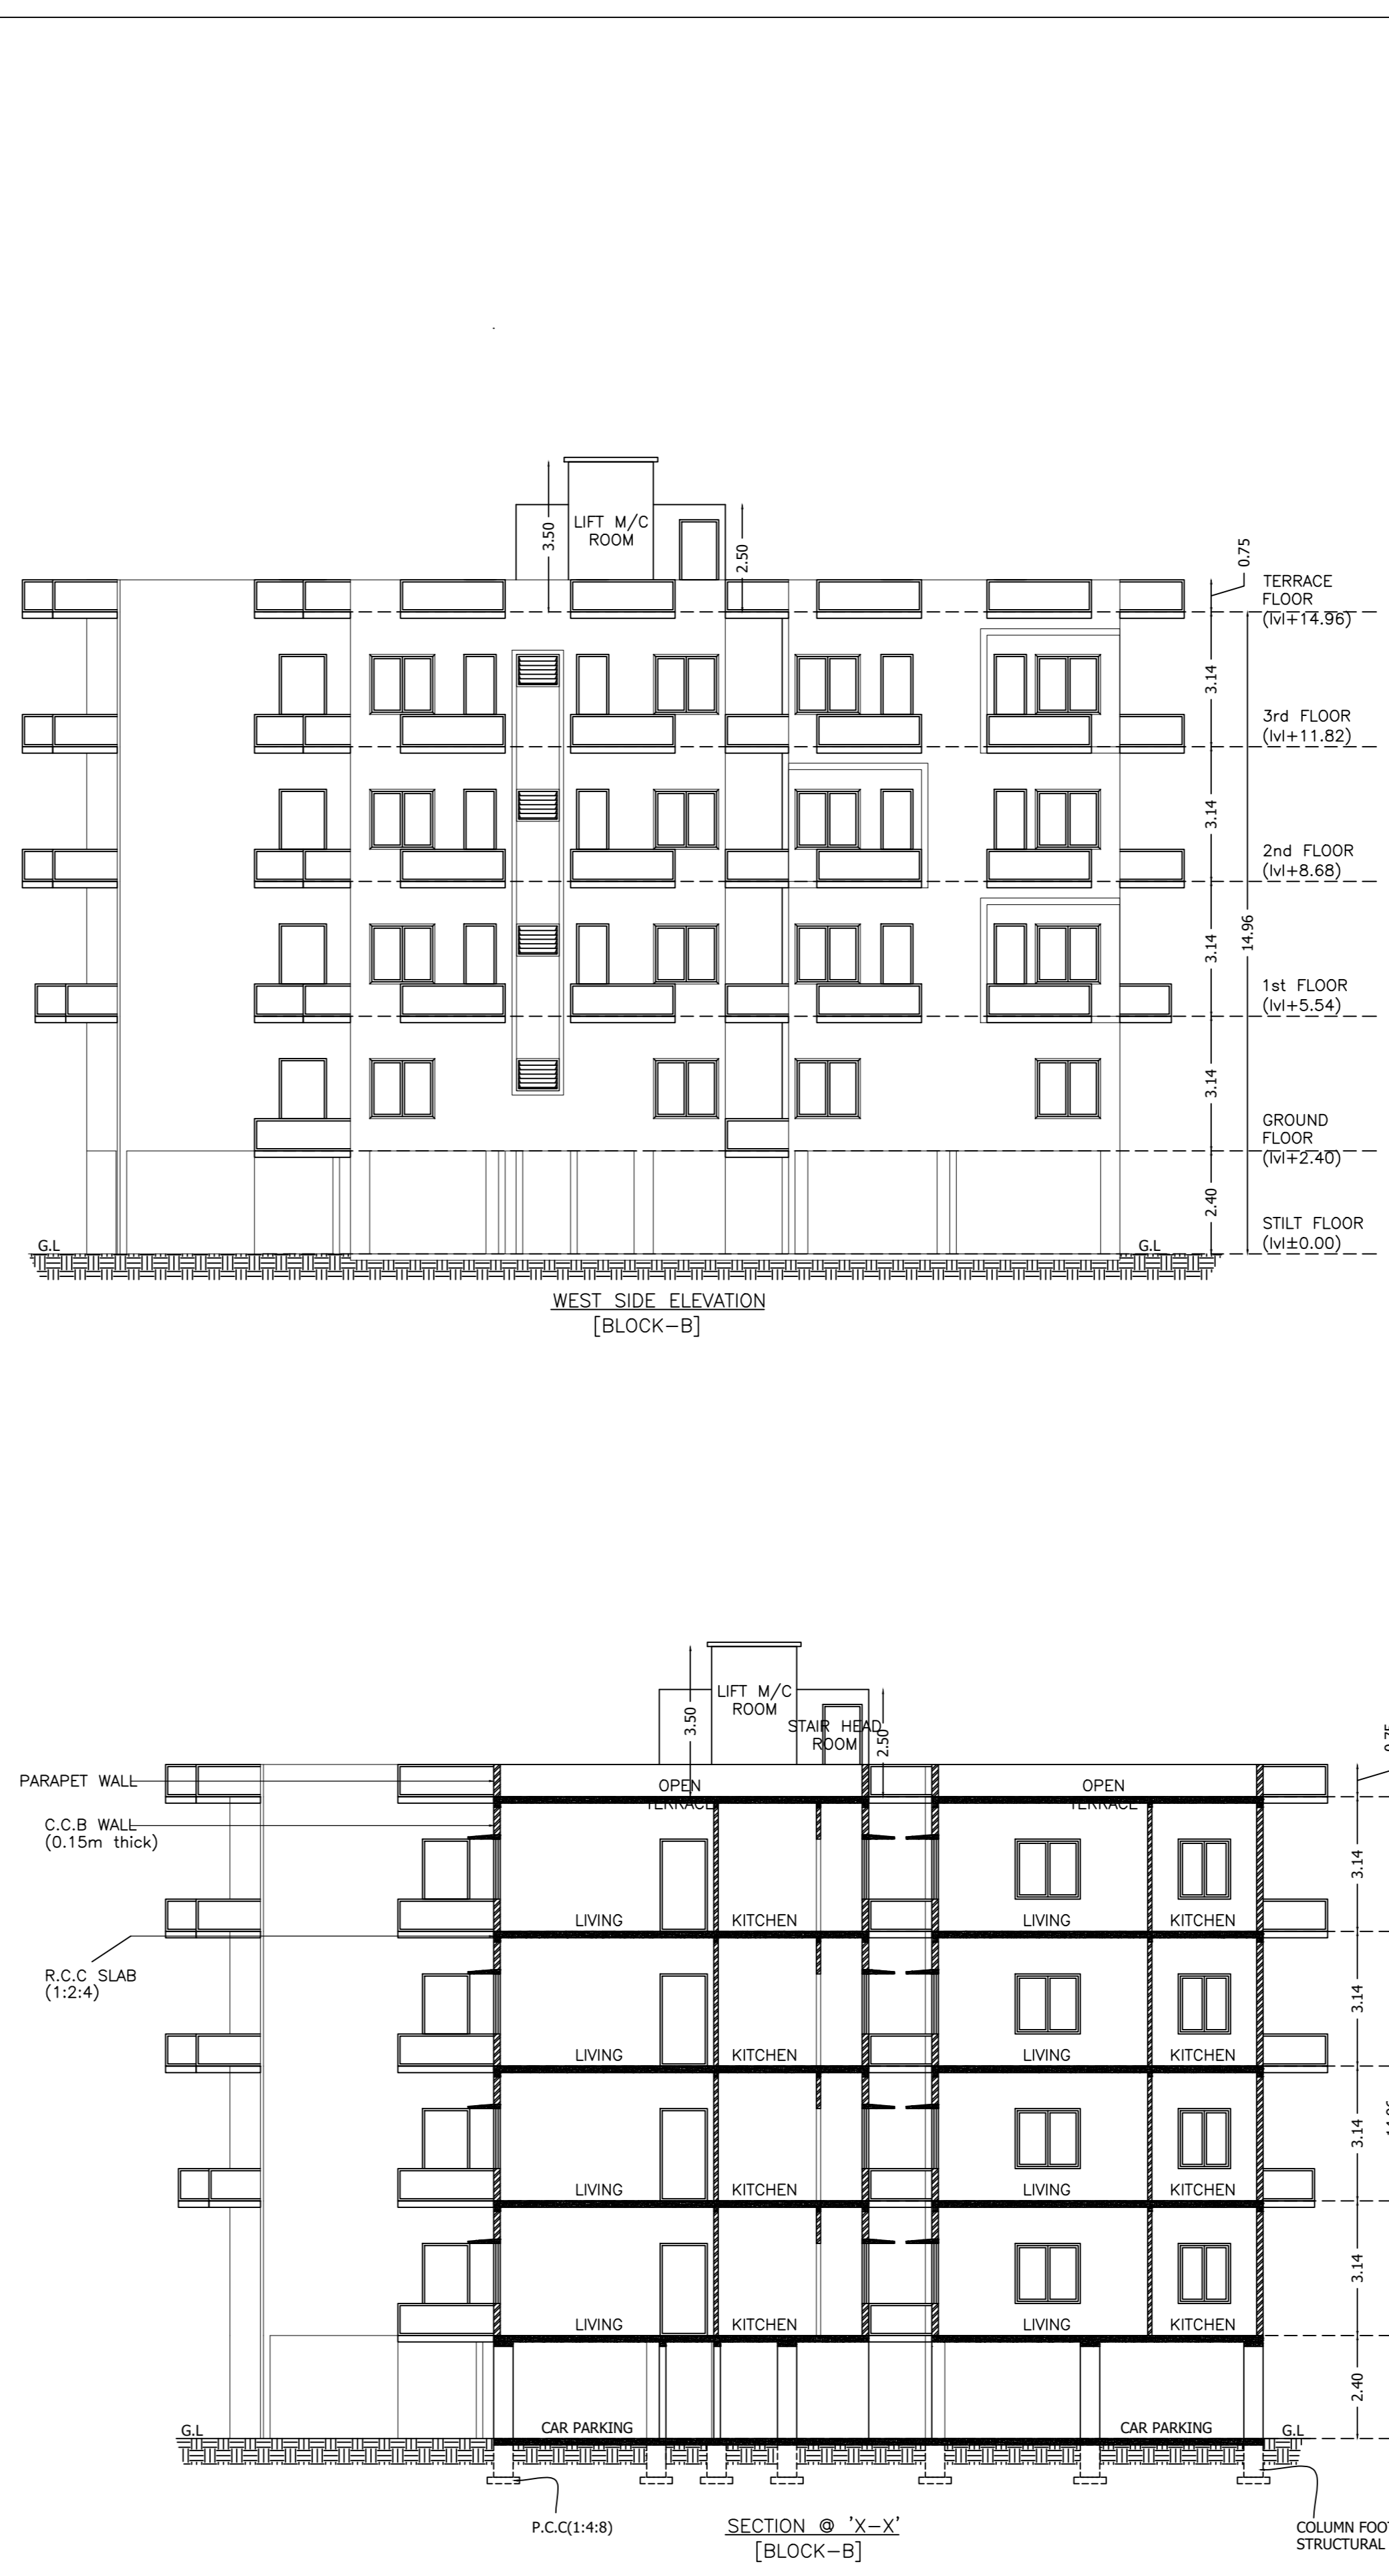 LIFT M/C
ROOM
3.50
2.50
0.75
TERRACE
FLOOR
(lvl+14.96)
3.14
3rd FLOOR
(lvl+11.82)
3.14
2nd FLOOR
(lvl+8.68)
3.14
14.96
1st FLOOR
(lvl+5.54)
3.14
GROUND
FLOOR
(lvl+2.40)
2.40
STILT FLOOR
(lvl±0.00)
G.L
G.L
WEST SIDE ELEVATION
[BLOCK-B]
LIFT M/C
ROOM
3.50
STAIR HEAD
ROOM
2.50
PARAPET WALL
OPEN
TERRACE
OPEN
TERRACE
C.C.B WALL
(0.15m thick)
3.14
LIVING
KITCHEN
LIVING
KITCHEN
R.C.C SLAB
(1:2:4)
3.14
LIVING
KITCHEN
LIVING
KITCHEN
3.14
LIVING
KITCHEN
LIVING
KITCHEN
3.14
LIVING
KITCHEN
LIVING
KITCHEN
2.40
CAR PARKING
CAR PARKING
G.L
G.L
P.C.C(1:4:8)
SECTION @ 'X-X'
[BLOCK-B]
COLUMN FOO
STRUCTURAL